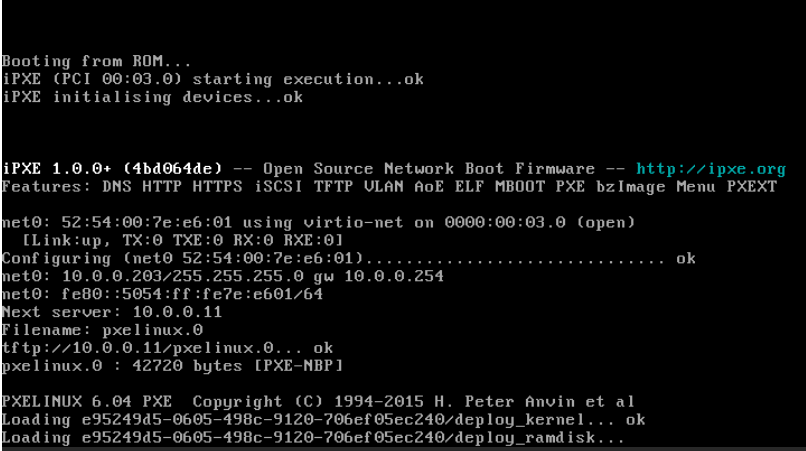 Booting from ROM...
iPXE (PCI 00:03.0) starting execution...ok
iPXE initialising devices...ok
iPXE 1.0.0+ (4bd064de) -- Open Source Network Boot Firmware -- http://ipxe.org
Features: DNS HTTP HTTPS iSCSI TFTP VLAN AoE ELF MBOOT PXE bzImage Menu PXEXT
net0: 52:54:00:7e:e6:01 using virtio-net on 0000:00:03.0 (open)
[Link:up, TX:0 TXE:0 RX:0 RXE:0]
Configuring (net0 52:54:00:7e:e6:01)............................. ok
net0: 10.0.0.203/255.255.255.0 gw 10.0.0.254
net0: fe80::5054:ff:fe7e:e601/64
Next server: 10.0.0.11
Filename: pxelinux.0
tftp://10.0.0.11/pxelinux.0... ok
pxelinux.0 : 42720 bytes [PXE-NBP]
PXELINUX 6.04 PXE  Copyright (C) 1994-2015 H. Peter Anvin et al
Loading e95249d5-0605-498c-9120-706ef05ec240/deploy_kernel... ok
Loading e95249d5-0605-498c-9120-706ef05ec240/deploy_ramdisk...